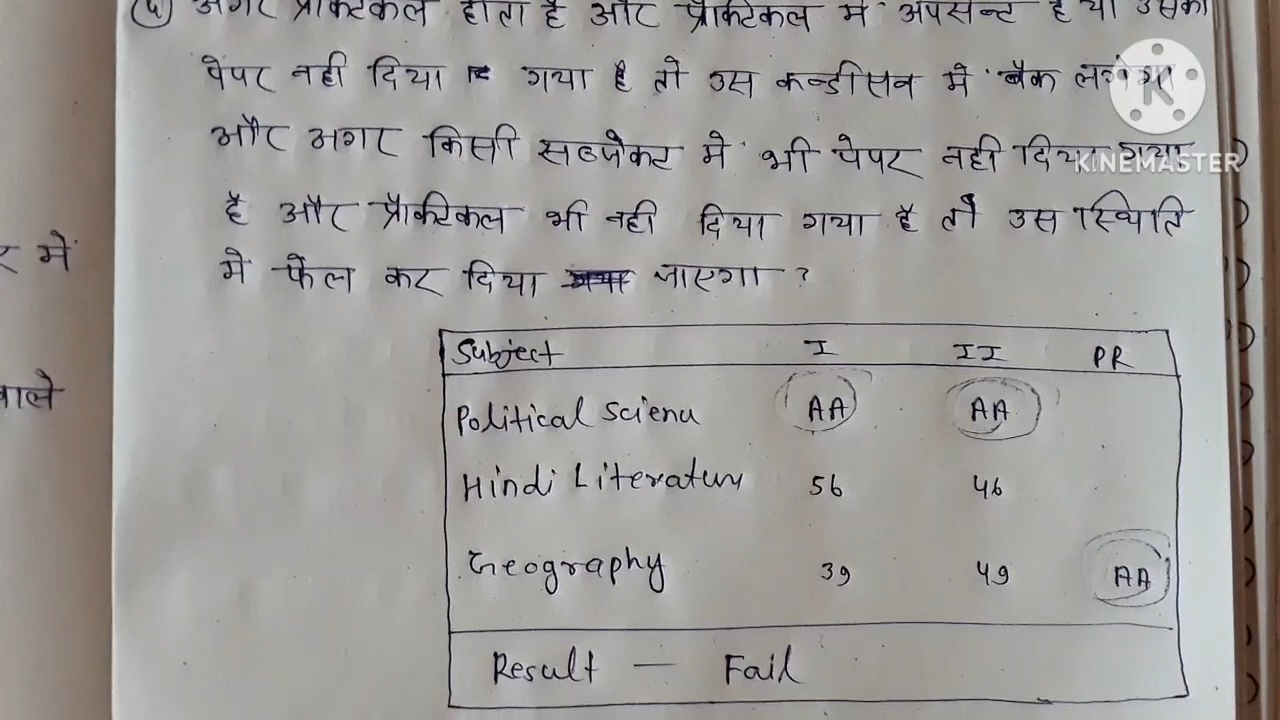 (५) अगर प्रैक्टिकल होता है और प्रैक्टिकल में अपसेन्ट है या उसका
पेपर नही दिया गया है तो उस कन्डीसन में बैक लगेगा
और अगर किसी सब्जेकट मे भी पेपर नही दिया गया
है और प्रैक्टिकल भी नही दिया गया है तो उस स्थिति
मे फेल कर दिया जाएगा ?
र में
वाले
KINEMASTER
Subject I II PR
Political Science AA AA
Hindi Literature 56 46
Geography 39 49 AA
Result — Fail